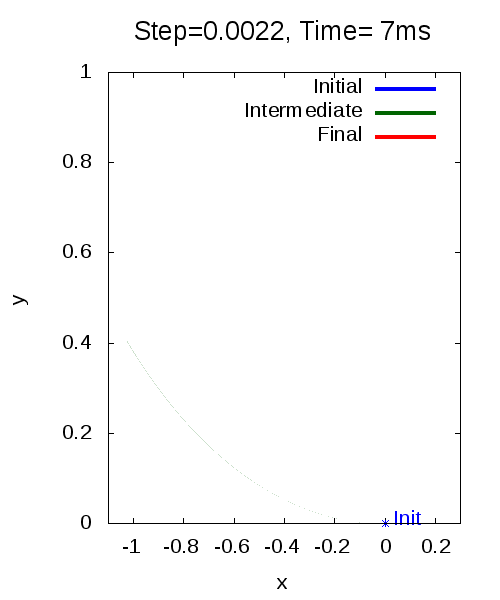 Step=0.0022, Time= 7ms
1
Initial
Intermediate
Final
0.8
0.6
y
0.4
0.2
0
Init
-1 -0.8 -0.6 -0.4 -0.2 0 0.2
x